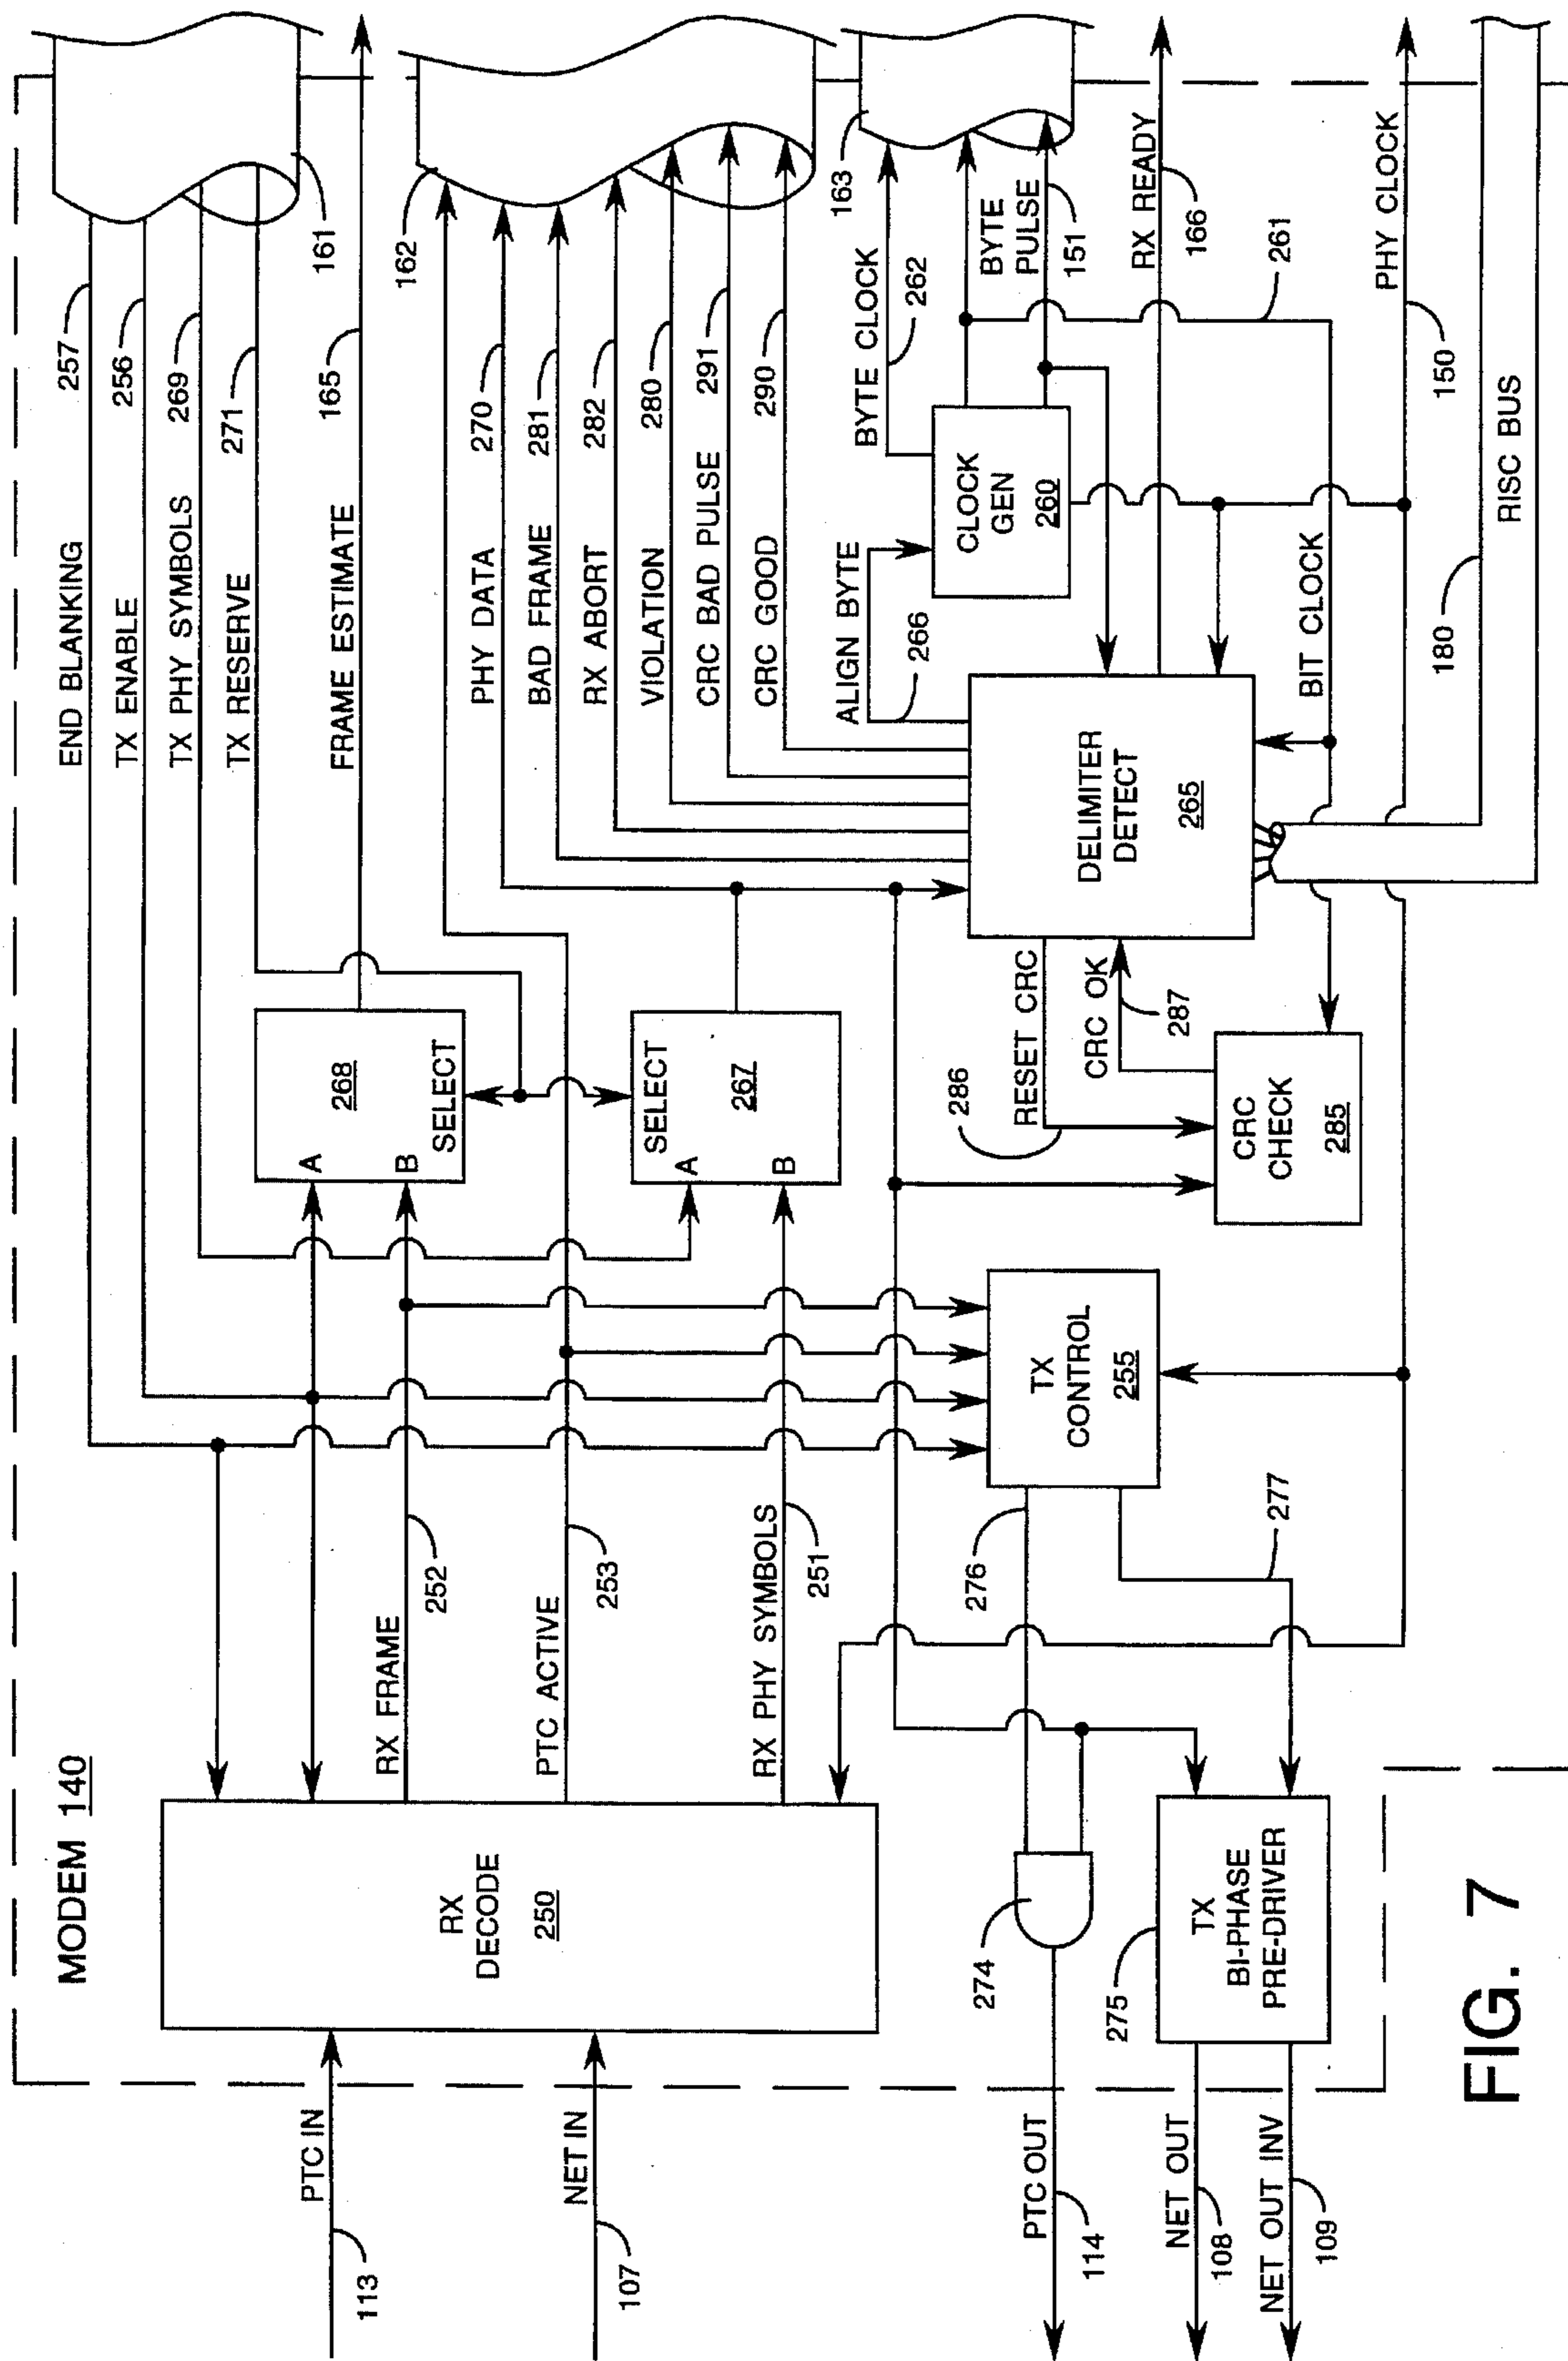 MODEM 140
END BLANKING
257
TX ENABLE
256
TX PHY SYMBOLS
269
TX RESERVE
271
161
FRAME ESTIMATE
165
162
PHY DATA
270
BAD FRAME
281
RX ABORT
282
VIOLATION
280
CRC BAD PULSE
291
CRC GOOD
290
163
BYTE CLOCK
262
BYTE
PULSE
151
RX READY
166
261
PHY CLOCK
150
RISC BUS
180
BIT CLOCK
ALIGN BYTE
266
CLOCK
GEN
260
DELIMITER
DETECT
265
268
A
B
SELECT
SELECT
A
B
267
RESET CRC
286
CRC OK
287
CRC
CHECK
285
TX
CONTROL
255
276
277
RX FRAME
252
PTC ACTIVE
253
RX PHY SYMBOLS
251
RX
DECODE
250
PTC IN
113
NET IN
107
274
275
TX
BI-PHASE
PRE-DRIVER
PTC OUT
114
NET OUT
108
NET OUT INV
109
FIG. 7